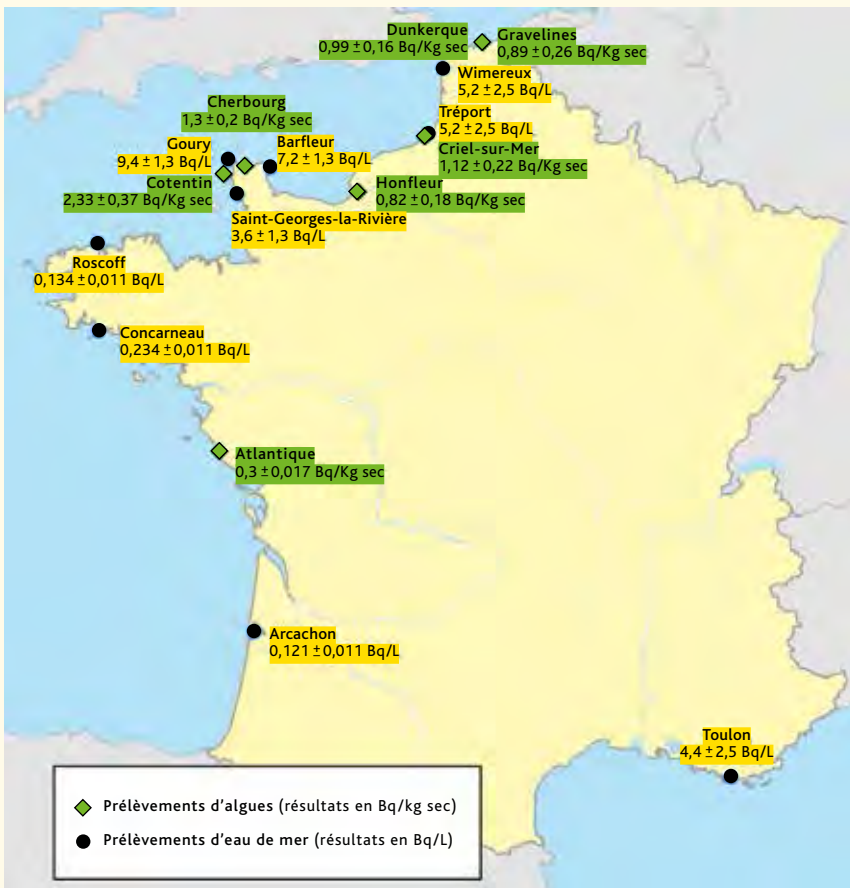 Dunkerque
0,99 ± 0,16 Bq/Kg sec
Gravelines
0,89 ± 0,26 Bq/Kg sec
Wimereux
5,2 ± 2,5 Bq/L
Cherbourg
1,3 ± 0,2 Bq/Kg sec
Tréport
5,2 ± 2,5 Bq/L
Goury
9,4 ± 1,3 Bq/L
Barfleur
7,2 ± 1,3 Bq/L
Criel-sur-Mer
1,12 ± 0,22 Bq/Kg sec
Cotentin
2,33 ± 0,37 Bq/Kg sec
Honfleur
0,82 ± 0,18 Bq/Kg sec
Saint-Georges-la-Rivière
3,6 ± 1,3 Bq/L
Roscoff
0,134 ± 0,011 Bq/L
Concarneau
0,234 ± 0,011 Bq/L
Atlantique
0,3 ± 0,017 Bq/Kg sec
Arcachon
0,121 ± 0,011 Bq/L
Toulon
4,4 ± 2,5 Bq/L
Prélèvements d'algues (résultats en Bq/kg sec)
Prélèvements d'eau de mer (résultats en Bq/L)